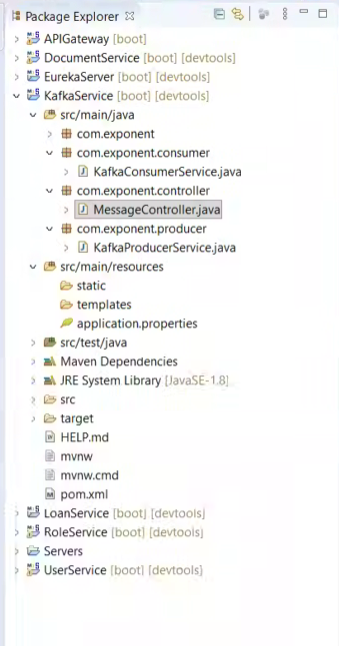 Package Explorer
APIGateway [boot]
DocumentService [boot] [devtools]
EurekaServer [boot] [devtools]
KafkaService [boot] [devtools]
src/main/java
com.exponent
com.exponent.consumer
KafkaConsumerService.java
com.exponent.controller
MessageController.java
com.exponent.producer
KafkaProducerService.java
src/main/resources
static
templates
application.properties
src/test/java
Maven Dependencies
JRE System Library [JavaSE-1.8]
src
target
HELP.md
mvnw
mvnw.cmd
pom.xml
LoanService [boot] [devtools]
RoleService [boot] [devtools]
Servers
UserService [boot] [devtools]